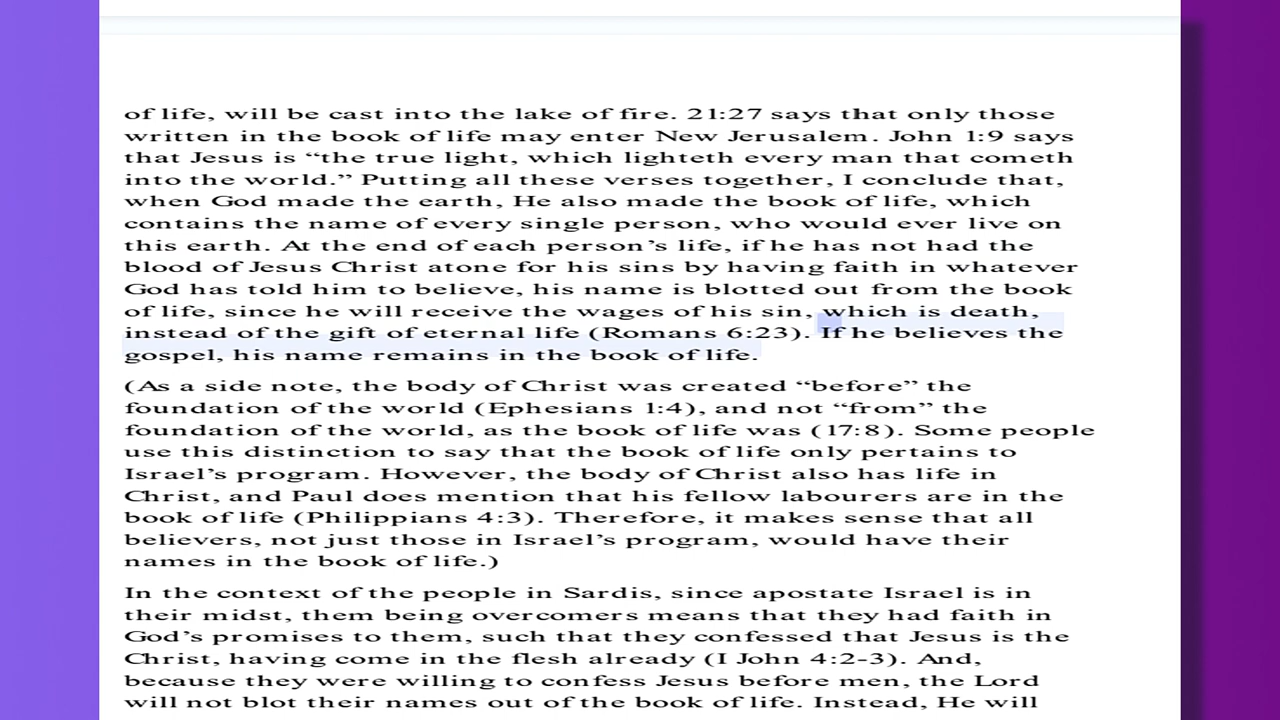 of life, will be cast into the lake of fire. 21:27 says that only those
written in the book of life may enter New Jerusalem. John 1:9 says
that Jesus is “the true light, which lighteth every man that cometh
into the world.” Putting all these verses together, I conclude that,
when God made the earth, He also made the book of life, which
contains the name of every single person, who would ever live on
this earth. At the end of each person’s life, if he has not had the
blood of Jesus Christ atone for his sins by having faith in whatever
God has told him to believe, his name is blotted out from the book
of life, since he will receive the wages of his sin, which is death,
instead of the gift of eternal life (Romans 6:23). If he believes the
gospel, his name remains in the book of life.
(As a side note, the body of Christ was created “before” the
foundation of the world (Ephesians 1:4), and not “from” the
foundation of the world, as the book of life was (17:8). Some people
use this distinction to say that the book of life only pertains to
Israel’s program. However, the body of Christ also has life in
Christ, and Paul does mention that his fellow labourers are in the
book of life (Philippians 4:3). Therefore, it makes sense that all
believers, not just those in Israel’s program, would have their
names in the book of life.)
In the context of the people in Sardis, since apostate Israel is in
their midst, them being overcomers means that they had faith in
God’s promises to them, such that they confessed that Jesus is the
Christ, having come in the flesh already (I John 4:2-3). And,
because they were willing to confess Jesus before men, the Lord
will not blot their names out of the book of life. Instead, He will